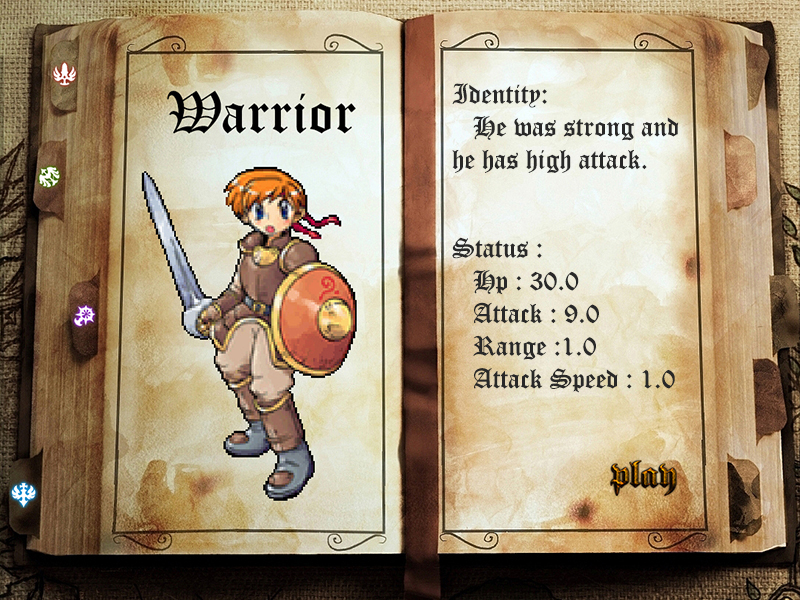 Warrior
Identity:
He was strong and
he has high attack.
Status :
Hp : 30.0
Attack : 9.0
Range :1.0
Attack Speed : 1.0
play